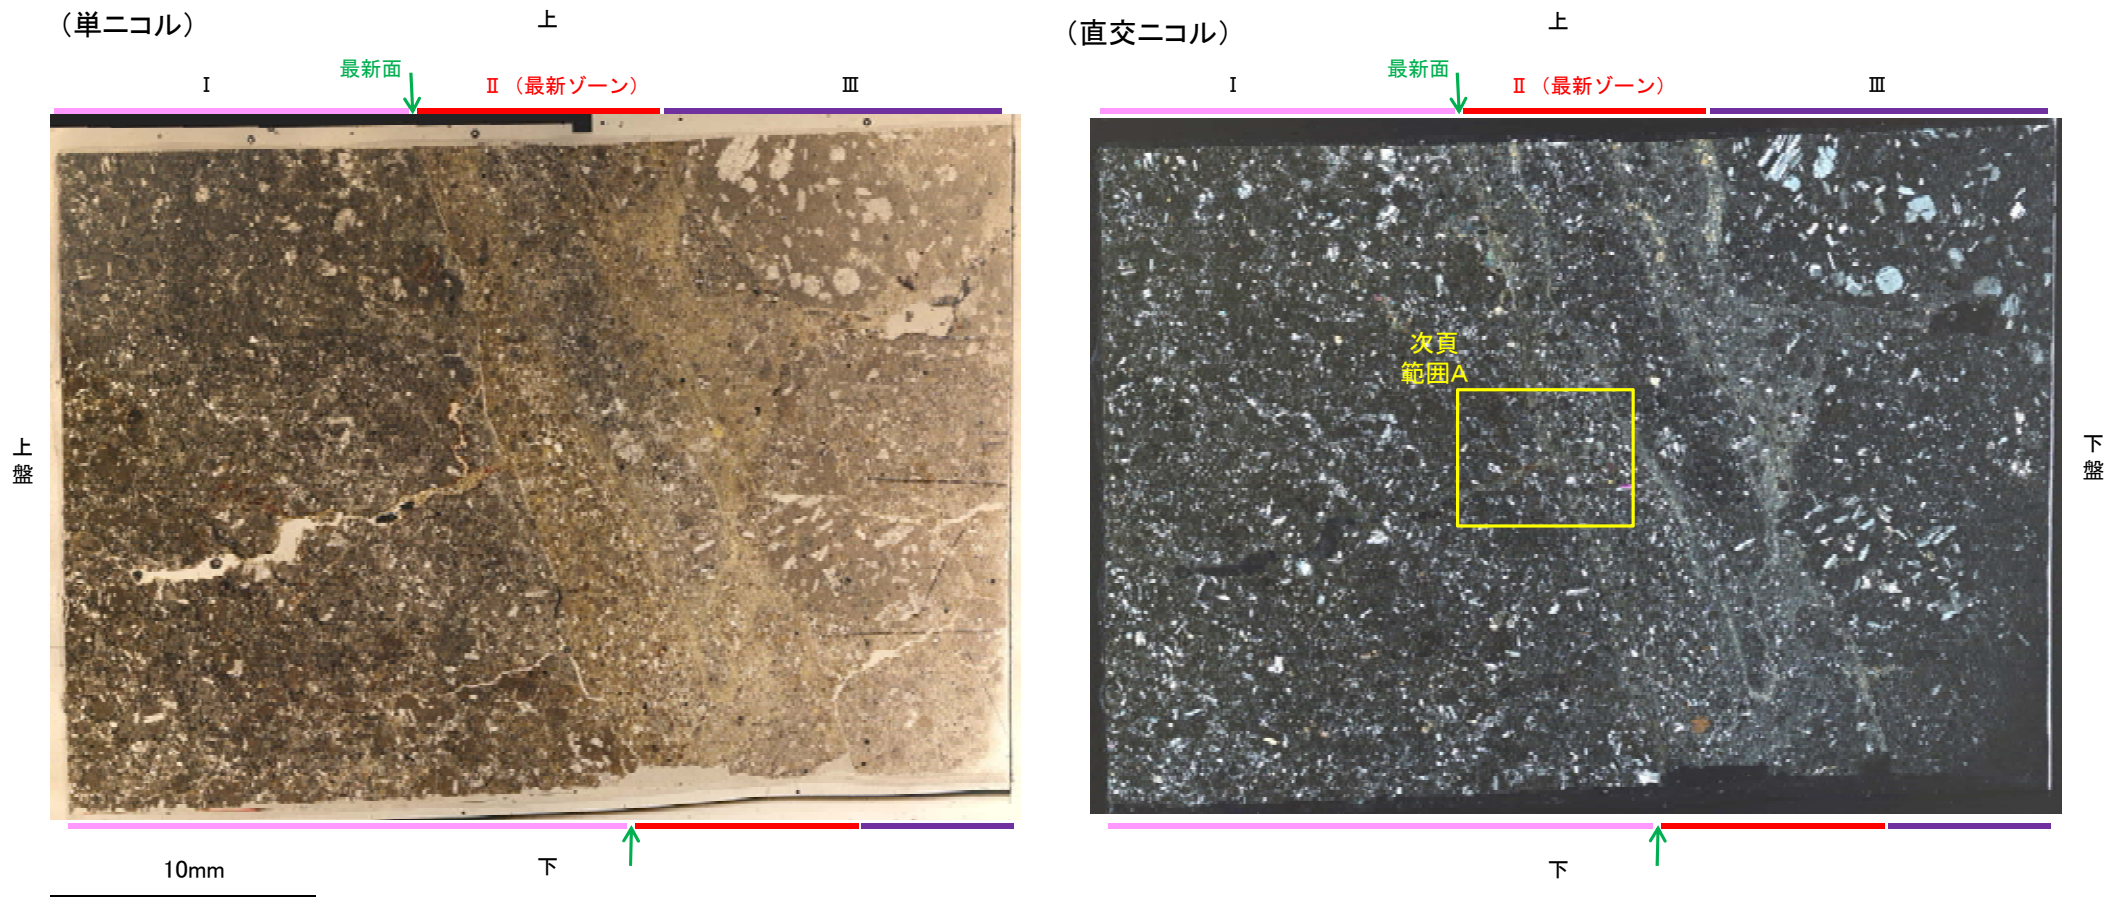 (単ニコル)
上
最新面
Ⅰ
Ⅱ (最新ゾーン)
Ⅲ
上盤
下
10mm
(直交ニコル)
上
最新面
Ⅰ
Ⅱ (最新ゾーン)
Ⅲ
次頁
範囲A
下盤
下